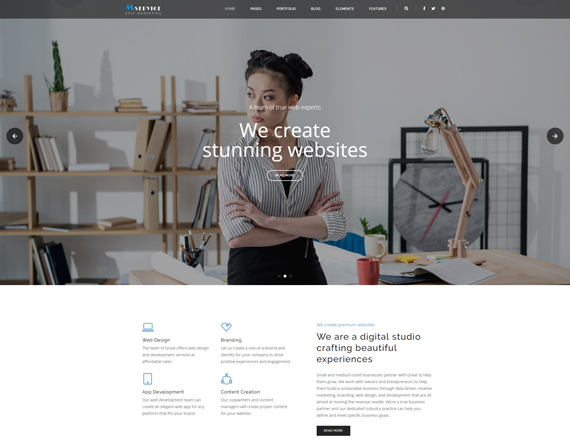 SERVICE
HOME PAGES PORTFOLIO BLOG ELEMENTS FEATURES
A team of true web experts
We create
stunning websites
READ MORE
We create premium websites
We are a digital studio
crafting beautiful
experiences
Web Design
The team of Great offers web design
and development services at
affordable rates.
Branding
Let us create a one-of-a-kind brand
identity for your company to drive
positive experiences and engagement.
App Development
Our web development team can
create an elegant web app for any
platform that fits your brand.
Content Creation
Our copywriters and content
managers will create proper content
for your website.
Small and medium-sized businesses partner with Great to help
them grow. We work with owners and entrepreneurs to help
them build a sustainable business through data driven creative
marketing, branding, web design, and development that are all
aimed at moving the revenue needle. We're a true business
partner and our dedicated industry practice can help you
define and meet specific business goals.
READ MORE